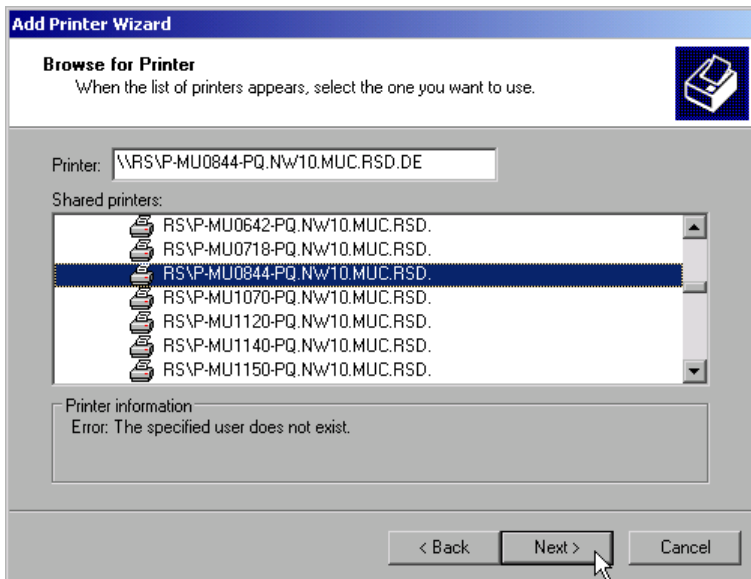 Add Printer Wizard
Browse for Printer
When the list of printers appears, select the one you want to use.
Printer: \\RS\P-MU0844-PQ.NW10.MUC.RSD.DE
Shared printers:
RS\P-MU0642-PQ.NW10.MUC.RSD.
RS\P-MU0718-PQ.NW10.MUC.RSD.
RS\P-MU0844-PQ.NW10.MUC.RSD.
RS\P-MU1070-PQ.NW10.MUC.RSD.
RS\P-MU1120-PQ.NW10.MUC.RSD.
RS\P-MU1140-PQ.NW10.MUC.RSD.
RS\P-MU1150-PQ.NW10.MUC.RSD.
Printer information
Error: The specified user does not exist.
< Back Next > Cancel